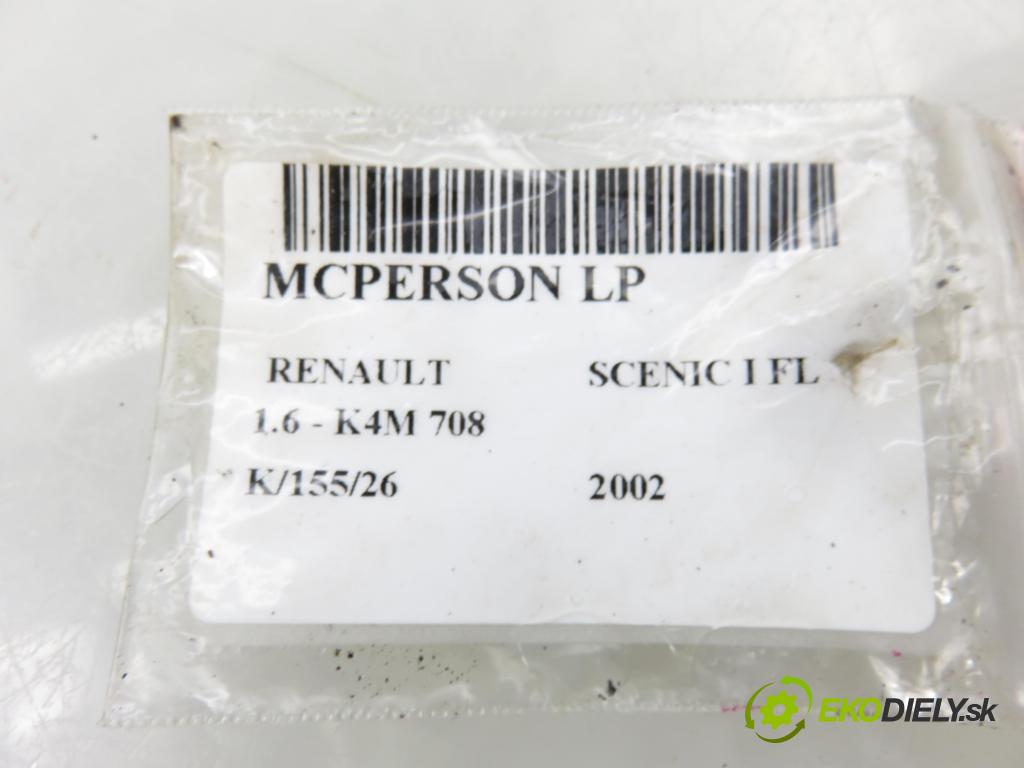 MCPERSON LP
RENAULT SCENIC I FL
1.6 - K4M 708
K/155/26 2002
EKODIELY.sk